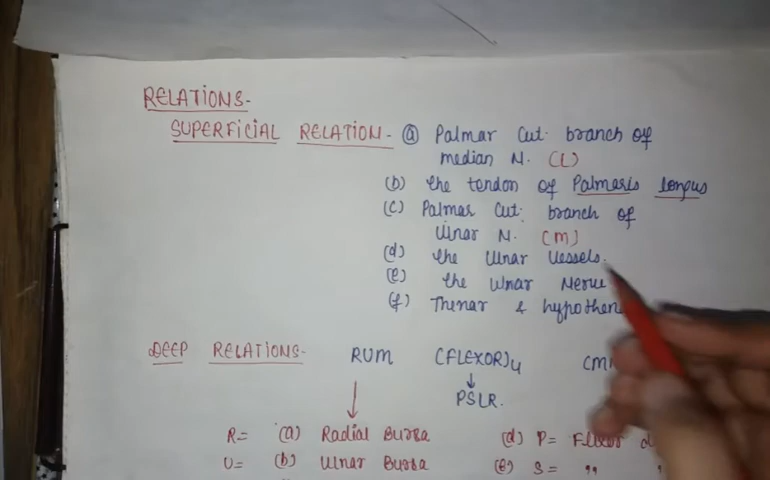 RELATIONS-
SUPERFICIAL RELATION- (a) Palmar Cut. branch of
median N. (L)
(b) the tendon of Palmaris longus
(c) Palmar Cut. branch of
Ulnar N. (M)
(d) the Ulnar Vessels.
(e) the Ulnar Nerve
(f) Thenar & hypothen
DEEP RELATIONS- RUM (FLEXOR)4
PSLR.
R= (a) Radial Bursa (d) P= Flexor
U= (b) Ulnar Bursa (e) S= ,, ,,